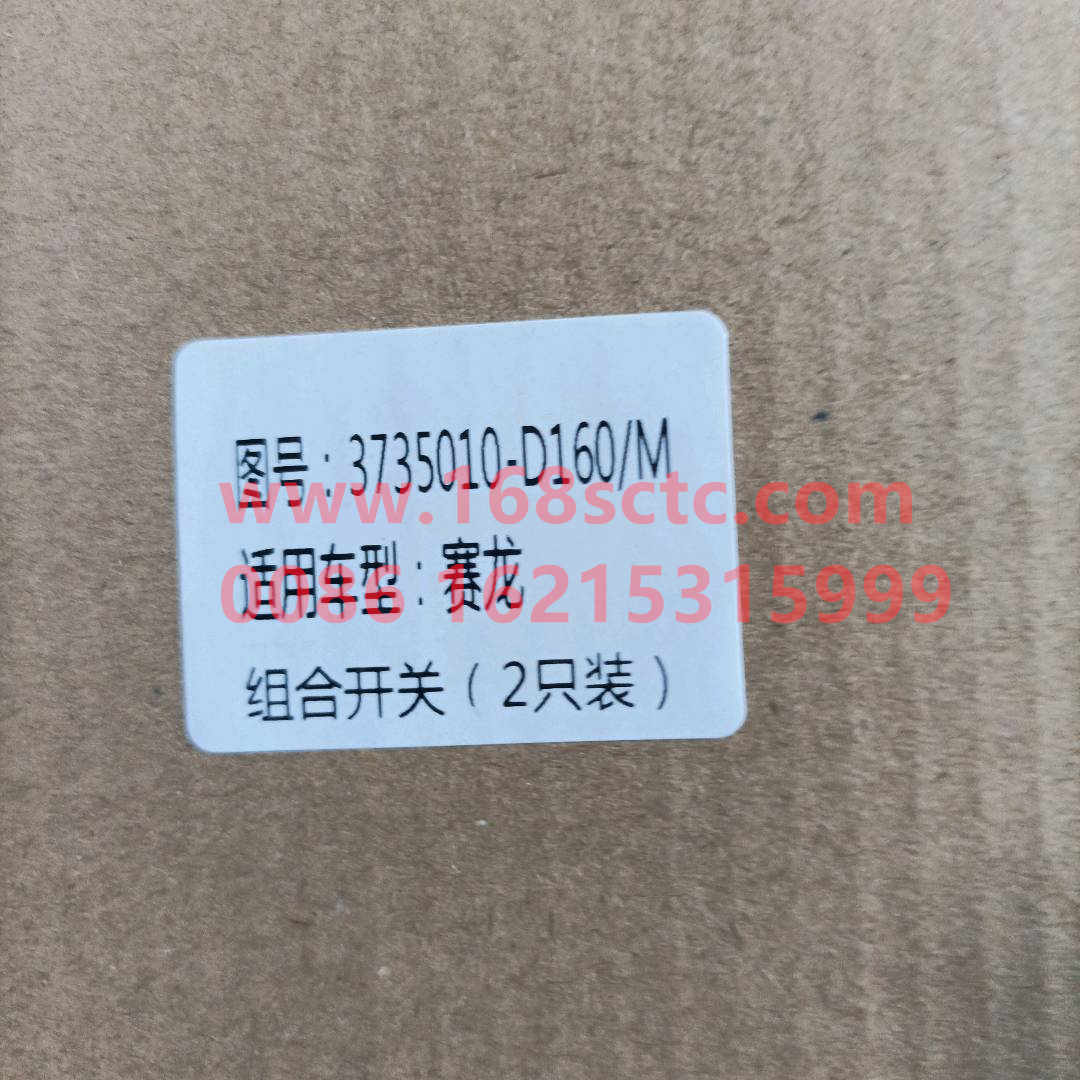 图号：3735010-D160/M
www.168sctc.com
适用车型：赛龙
0086 16215315999
组合开关（2只装）